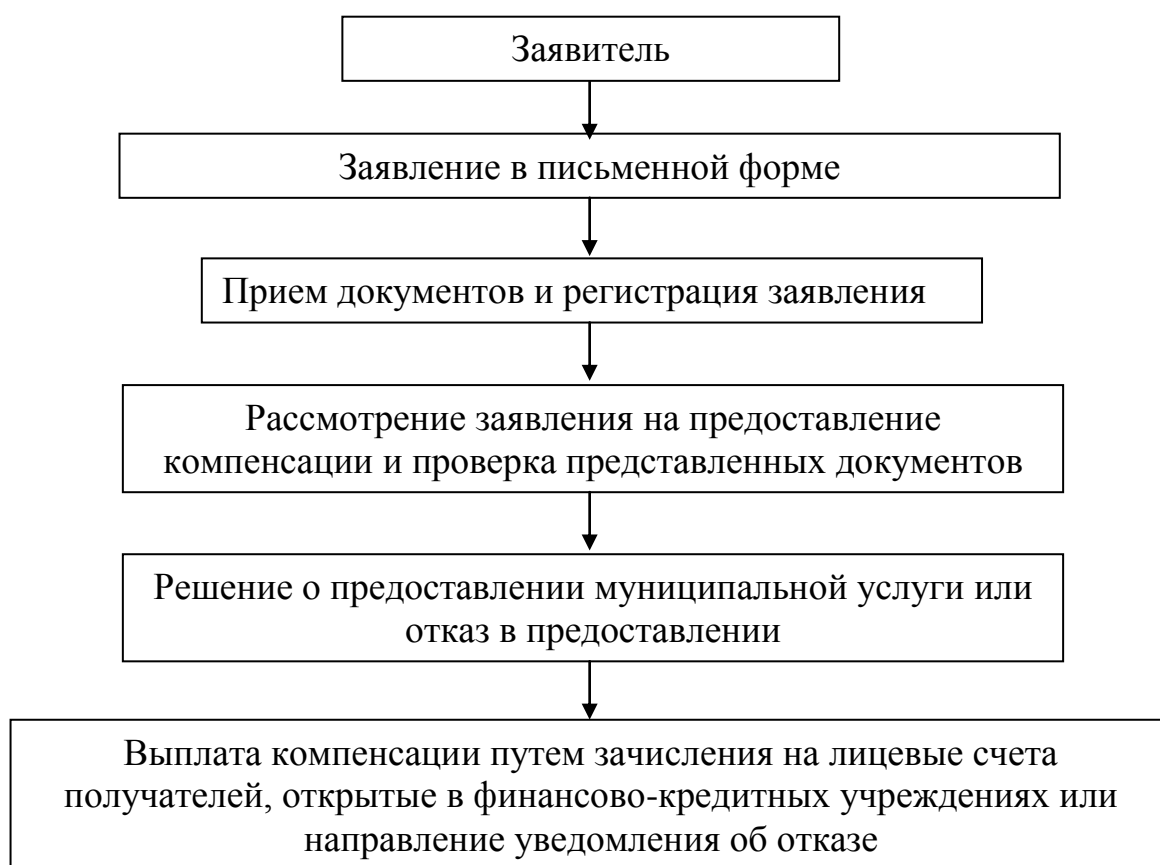 Заявитель
Заявление в письменной форме
Прием документов и регистрация заявления
Рассмотрение заявления на предоставление
компенсации и проверка представленных документов
Решение о предоставлении муниципальной услуги или
отказ в предоставлении
Выплата компенсации путем зачисления на лицевые счета
получателей, открытые в финансово-кредитных учреждениях или
направление уведомления об отказе